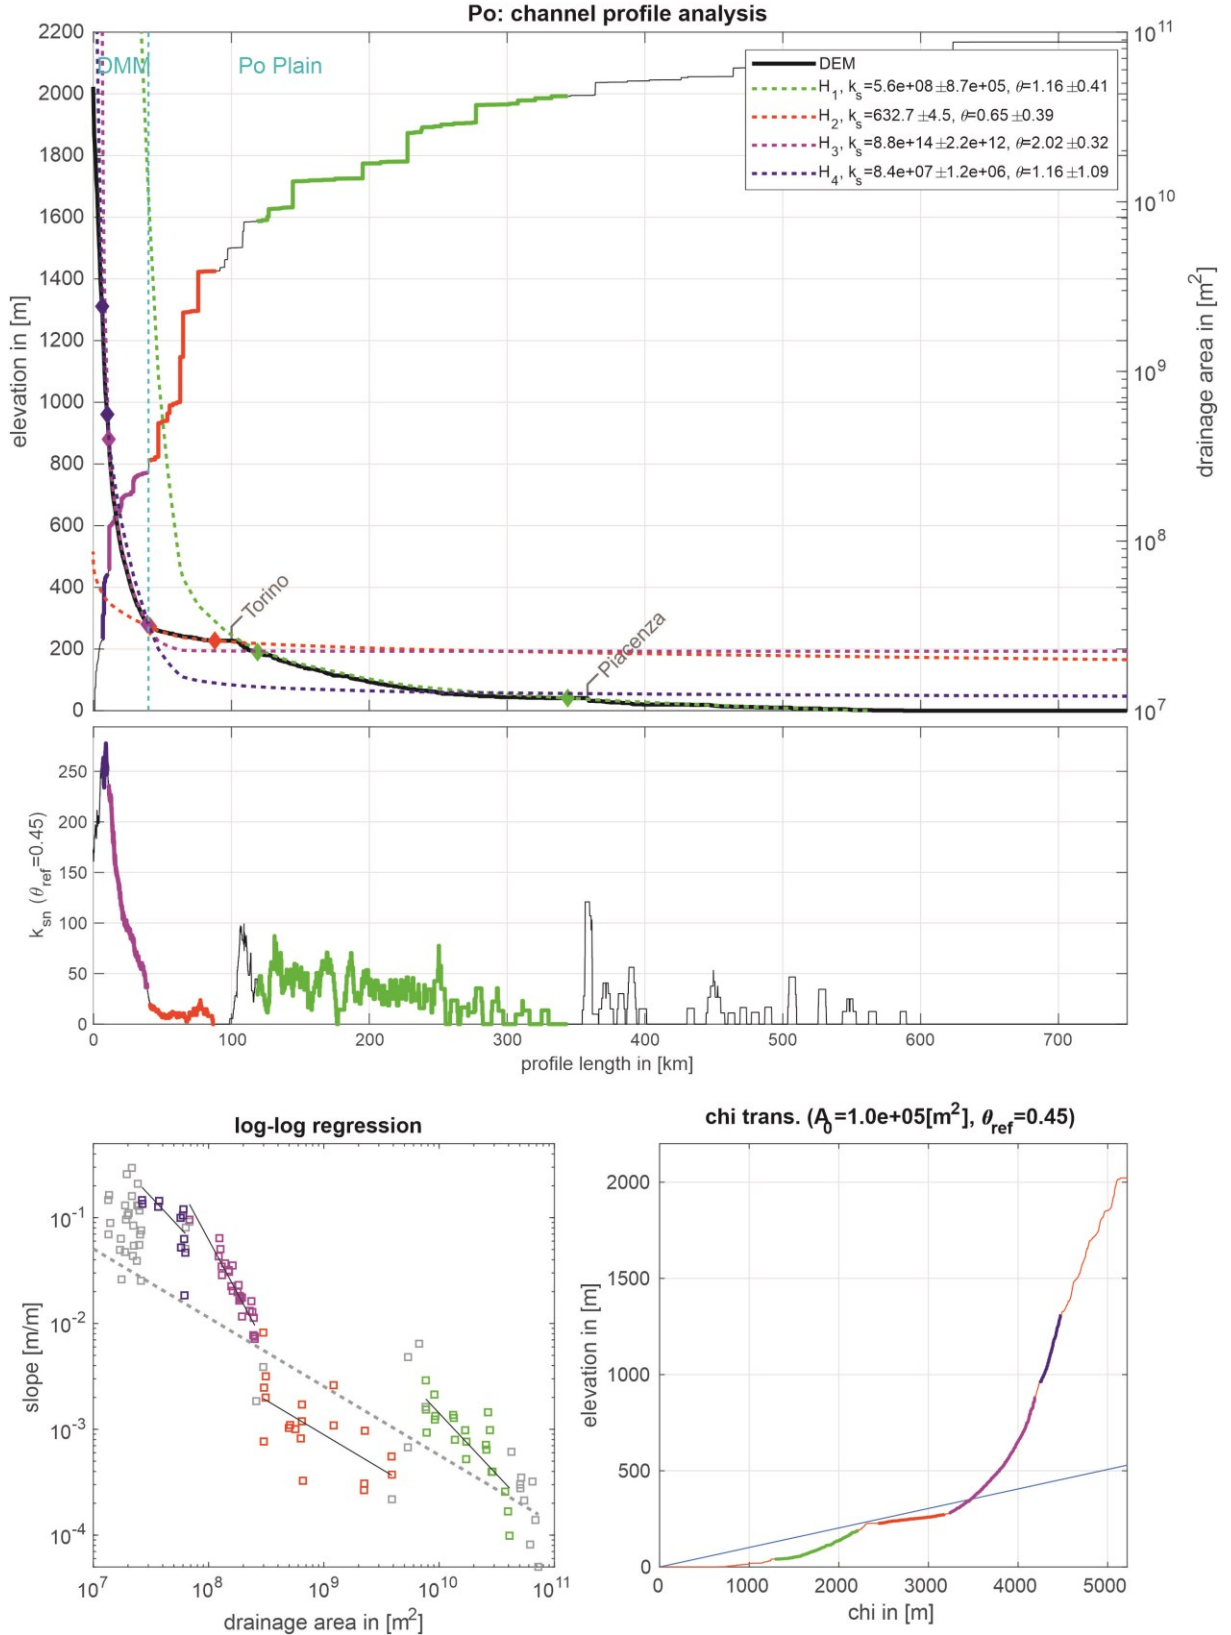 Po: channel profile analysis
DMM
Po Plain
DEM
H1, ks=5.6e+08±8.7e+05, θ=1.16±0.41
H2, ks=632.7±4.5, θ=0.65±0.39
H3, ks=8.8e+14±2.2e+12, θ=2.02±0.32
H4, ks=8.4e+07±1.2e+06, θ=1.16±1.09
2200
2000
1800
1600
1400
1200
1000
800
600
400
200
0
elevation in [m]
10^11
10^10
10^9
10^8
10^7
drainage area in [m^2]
Torino
Piacenza
250
200
150
100
50
0
ksn (θref=0.45)
0 100 200 300 400 500 600 700
profile length in [km]
log-log regression
10^-1
10^-2
10^-3
10^-4
slope [m/m]
10^7 10^8 10^9 10^10 10^11
drainage area in [m^2]
chi trans. (A0=1.0e+05[m^2], θref=0.45)
2000
1500
1000
500
0
elevation in [m]
0 1000 2000 3000 4000 5000
chi in [m]